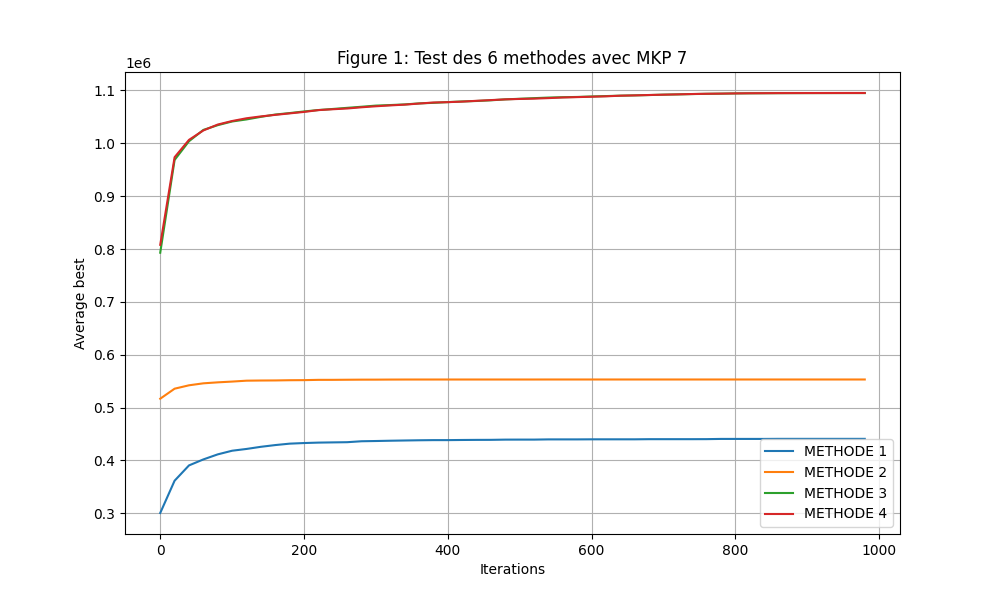 Figure 1: Test des 6 methodes avec MKP 7
1e6
1.1
1.0
0.9
0.8
0.7
0.6
0.5
0.4
0.3
Average best
METHODE 1
METHODE 2
METHODE 3
METHODE 4
0 200 400 600 800 1000
Iterations